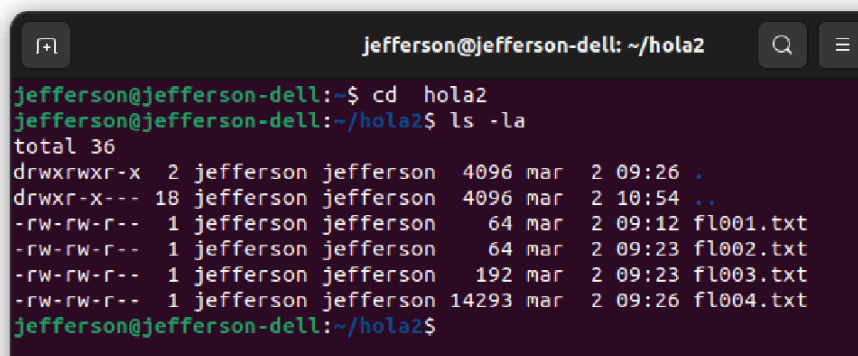 jefferson@jefferson-dell: ~/hola2
jefferson@jefferson-dell:~$ cd  hola2
jefferson@jefferson-dell:~/hola2$ ls -la
total 36
drwxrwxr-x  2 jefferson jefferson  4096 mar  2 09:26 .
drwxr-x--- 18 jefferson jefferson  4096 mar  2 10:54 ..
-rw-rw-r--  1 jefferson jefferson    64 mar  2 09:12 fl001.txt
-rw-rw-r--  1 jefferson jefferson    64 mar  2 09:23 fl002.txt
-rw-rw-r--  1 jefferson jefferson   192 mar  2 09:23 fl003.txt
-rw-rw-r--  1 jefferson jefferson 14293 mar  2 09:26 fl004.txt
jefferson@jefferson-dell:~/hola2$